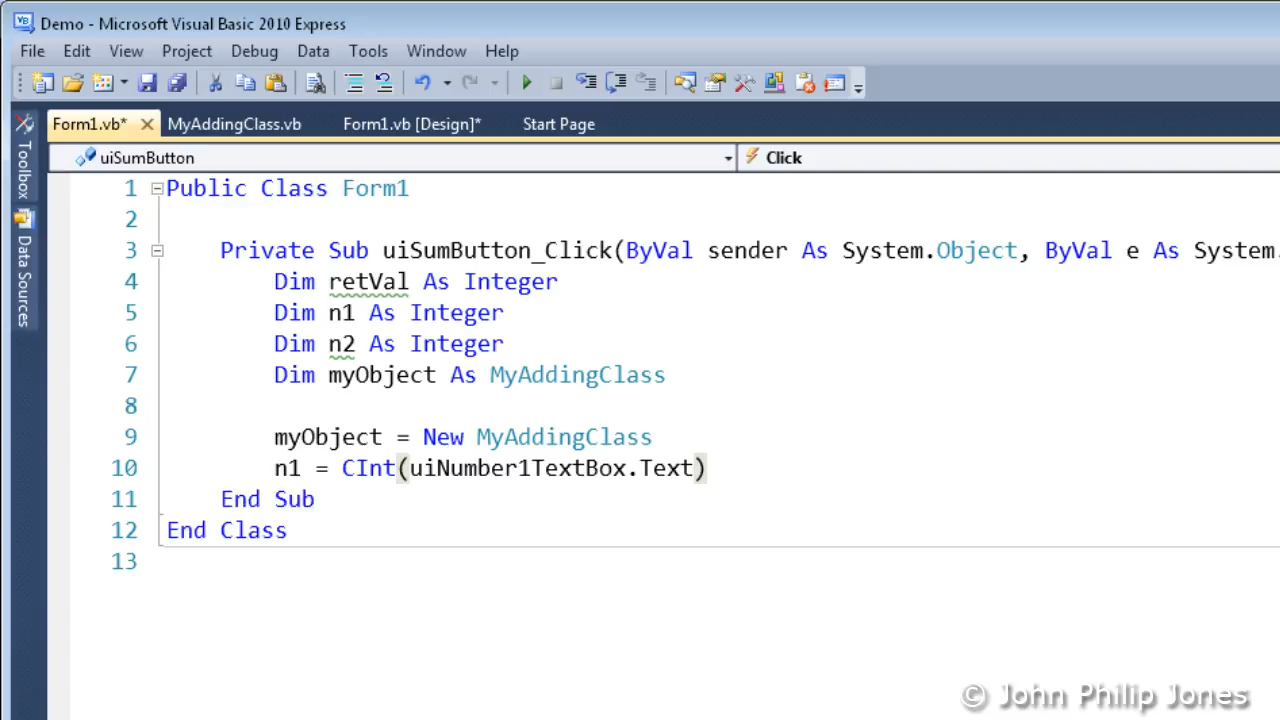 Demo - Microsoft Visual Basic 2010 Express
File Edit View Project Debug Data Tools Window Help
Form1.vb* MyAddingClass.vb Form1.vb [Design]* Start Page
uiSumButton Click
Toolbox
Data Sources
1 Public Class Form1
2
3 Private Sub uiSumButton_Click(ByVal sender As System.Object, ByVal e As System.
4 Dim retVal As Integer
5 Dim n1 As Integer
6 Dim n2 As Integer
7 Dim myObject As MyAddingClass
8
9 myObject = New MyAddingClass
10 n1 = CInt(uiNumber1TextBox.Text)
11 End Sub
12 End Class
13
© John Philip Jones